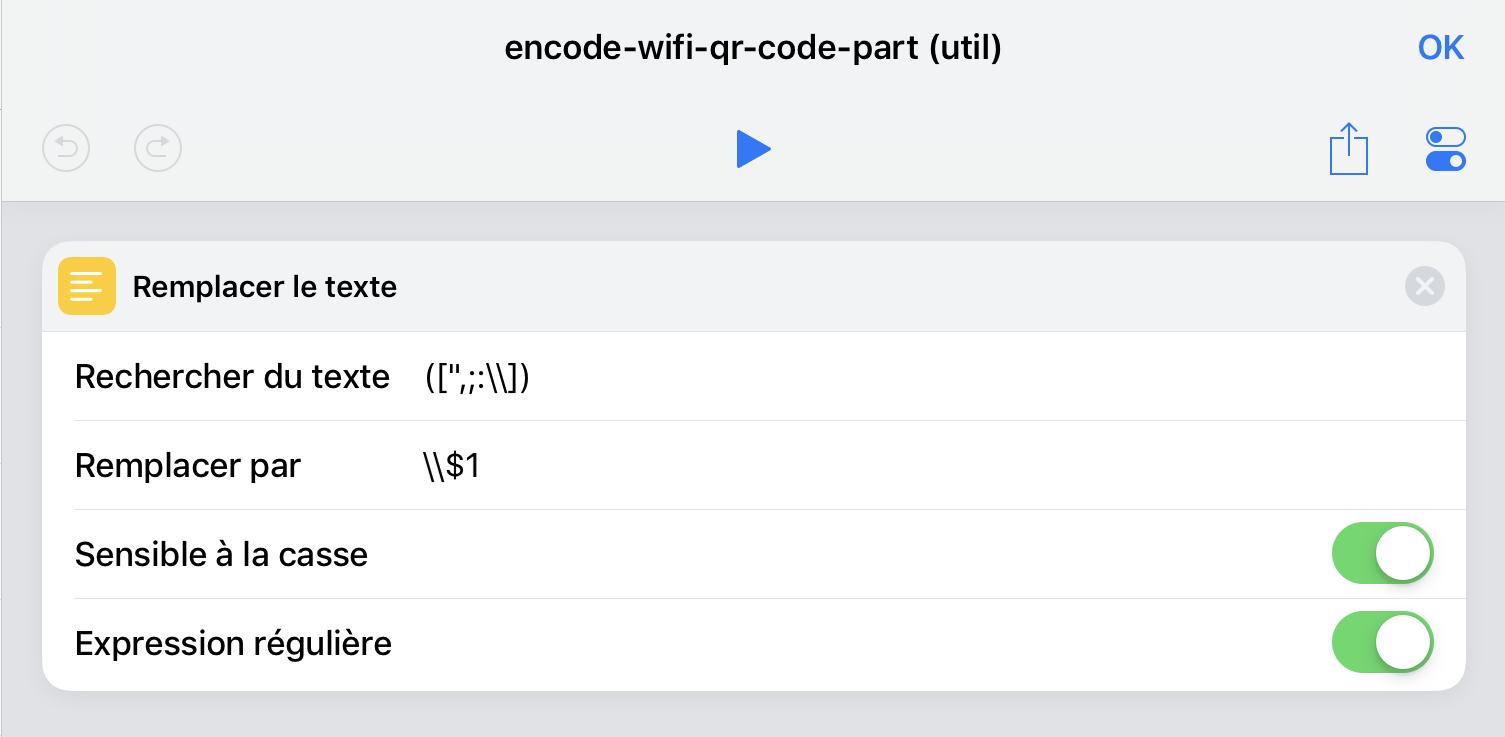 encode-wifi-qr-code-part (util)
OK
Remplacer le texte
Rechercher du texte ([",;:\\])
Remplacer par \\$1
Sensible à la casse
Expression régulière